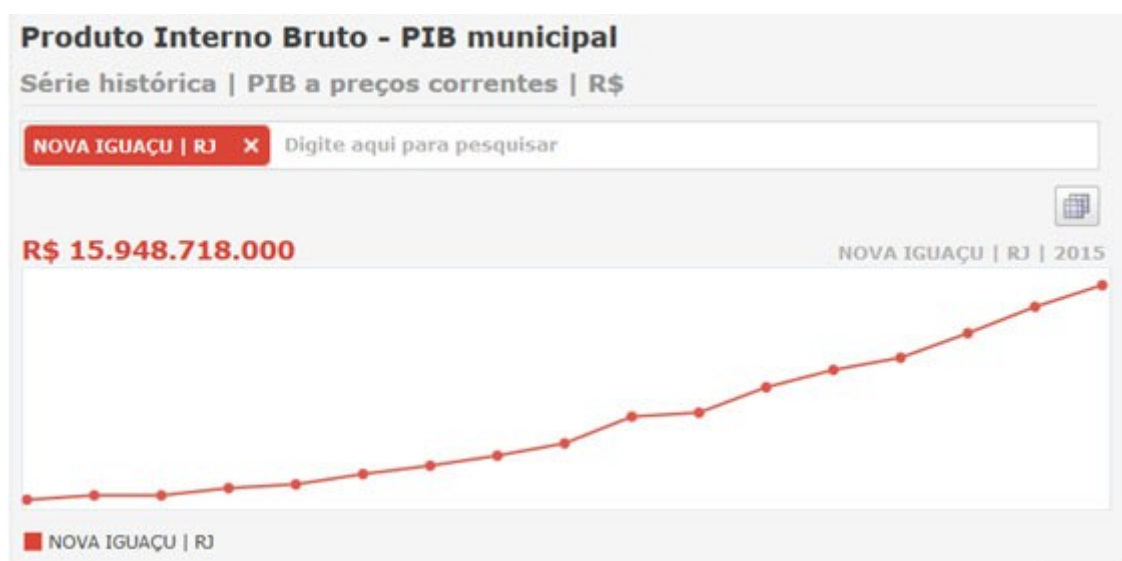 Produto Interno Bruto - PIB municipal
Série histórica | PIB a preços correntes | R$
NOVA IGUAÇU | RJ ✕ Digite aqui para pesquisar
R$ 15.948.718.000 NOVA IGUAÇU | RJ | 2015
NOVA IGUAÇU | RJ